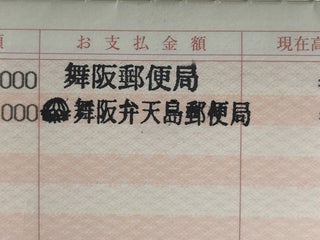 額 お支払金額 現在高
,000 舞阪郵便局
,000 舞阪弁天島郵便局